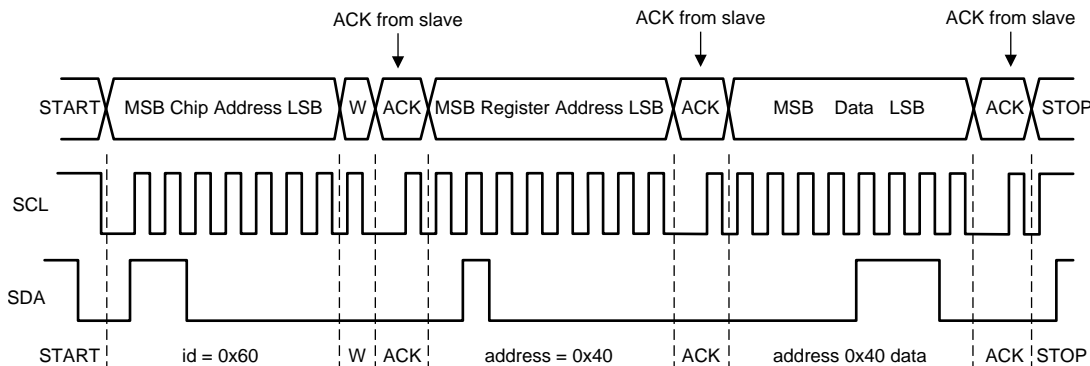 ACK from slave ACK from slave ACK from slave
START MSB Chip Address LSB W ACK MSB Register Address LSB ACK MSB Data LSB ACK STOP
SCL
SDA
START id = 0x60 W ACK address = 0x40 ACK address 0x40 data ACK STOP